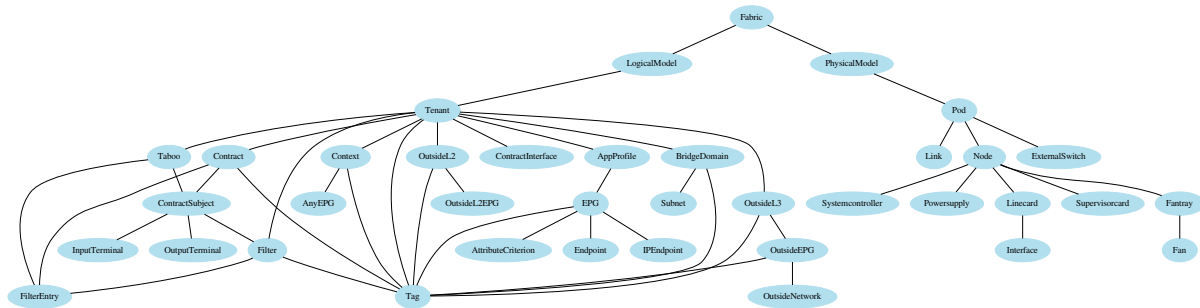 Fabric
LogicalModel PhysicalModel
Tenant Pod
Taboo Contract Context OutsideL2 ContractInterface AppProfile BridgeDomain Link Node ExternalSwitch
ContractSubject AnyEPG OutsideL2EPG EPG Subnet OutsideL3 Systemcontroller Powersupply Linecard Supervisorcard Fantray
InputTerminal OutputTerminal Filter AttributeCriterion Endpoint IPEndpoint OutsideEPG Interface Fan
FilterEntry Tag OutsideNetwork